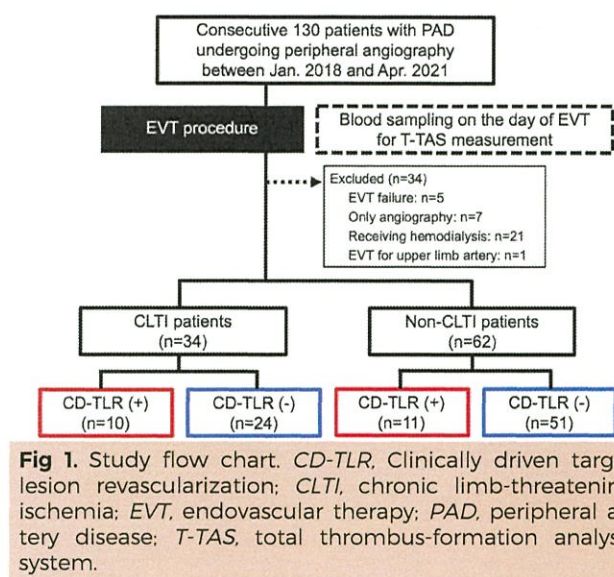 Consecutive 130 patients with PAD
undergoing peripheral angiography
between Jan. 2018 and Apr. 2021
EVT procedure
Blood sampling on the day of EVT
for T-TAS measurement
Excluded (n=34)
EVT failure: n=5
Only angiography: n=7
Receiving hemodialysis: n=21
EVT for upper limb artery: n=1
CLTI patients
(n=34)
Non-CLTI patients
(n=62)
CD-TLR (+)
(n=10)
CD-TLR (-)
(n=24)
CD-TLR (+)
(n=11)
CD-TLR (-)
(n=51)
Fig 1. Study flow chart. CD-TLR, Clinically driven targ
lesion revascularization; CLTI, chronic limb-threatenin
ischemia; EVT, endovascular therapy; PAD, peripheral a
tery disease; T-TAS, total thrombus-formation analys
system.